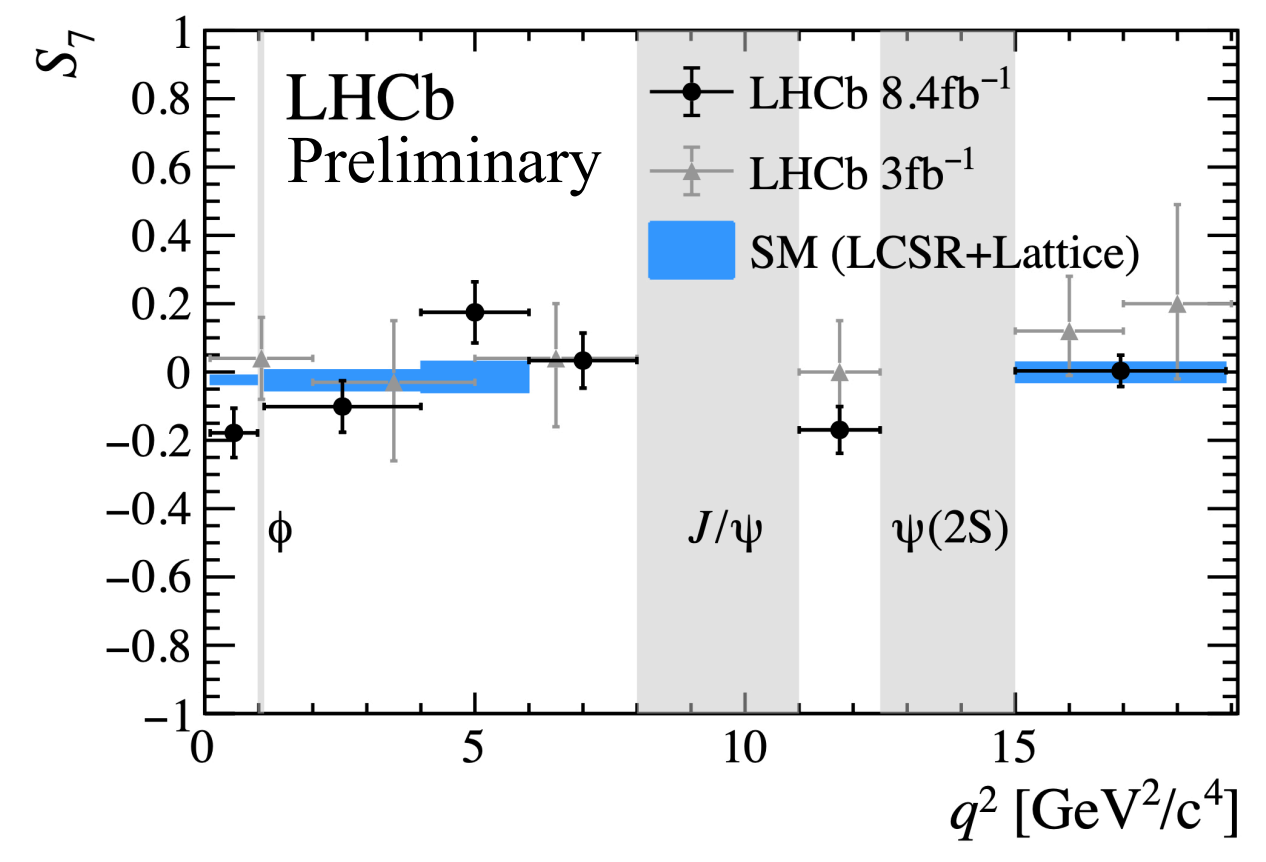 S₇
1
0.8
0.6
0.4
0.2
0
−0.2
−0.4
−0.6
−0.8
−1
LHCb
Preliminary
LHCb 8.4fb⁻¹
LHCb 3fb⁻¹
SM (LCSR+Lattice)
ϕ
J/ψ
ψ(2S)
0 5 10 15
q² [GeV²/c⁴]